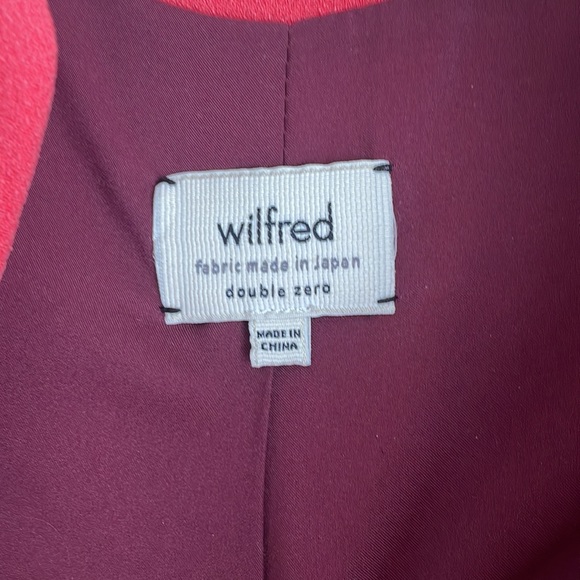 wilfred
fabric made in Japan
double zero
MADE IN
CHINA